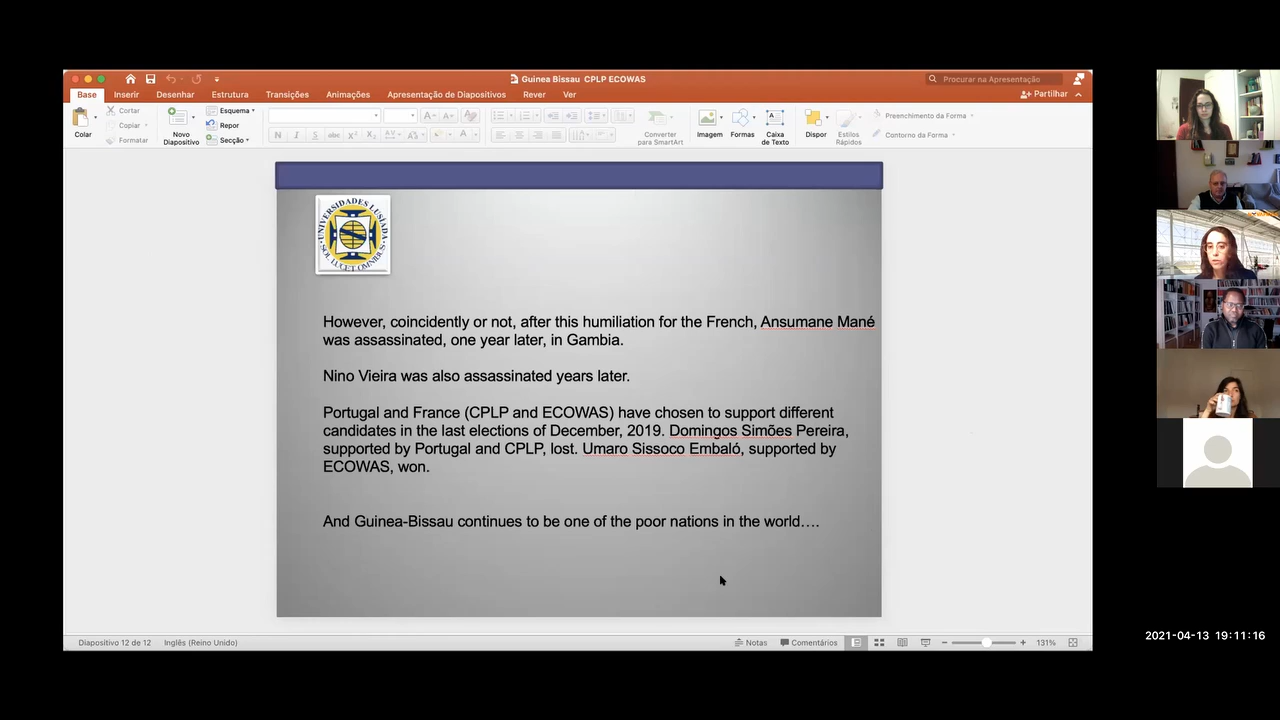 Guinea Bissau CPLP ECOWAS
Procurar na Apresentação
Base Inserir Desenhar Estrutura Transições Animações Apresentação de Diapositivos Rever Ver
Partilhar
Colar
Cortar
Copiar
Formatar
Novo
Diapositivo
Esquema
Repor
Secção
Converter
para SmartArt
Imagem
Formas
Caixa
de Texto
Dispor
Estilos
Rápidos
Preenchimento da Forma
Contorno da Forma
UNIVERSIDADES LUSÍADA
SOL LUCET OMNIBUS
However, coincidently or not, after this humiliation for the French, Ansumane Mané
was assassinated, one year later, in Gambia.
Nino Vieira was also assassinated years later.
Portugal and France (CPLP and ECOWAS) have chosen to support different
candidates in the last elections of December, 2019. Domingos Simões Pereira,
supported by Portugal and CPLP, lost. Umaro Sissoco Embaló, supported by
ECOWAS, won.
And Guinea-Bissau continues to be one of the poor nations in the world….
Diapositivo 12 de 12 Inglês (Reino Unido)
Notas Comentários 131%
2021-04-13 19:11:16